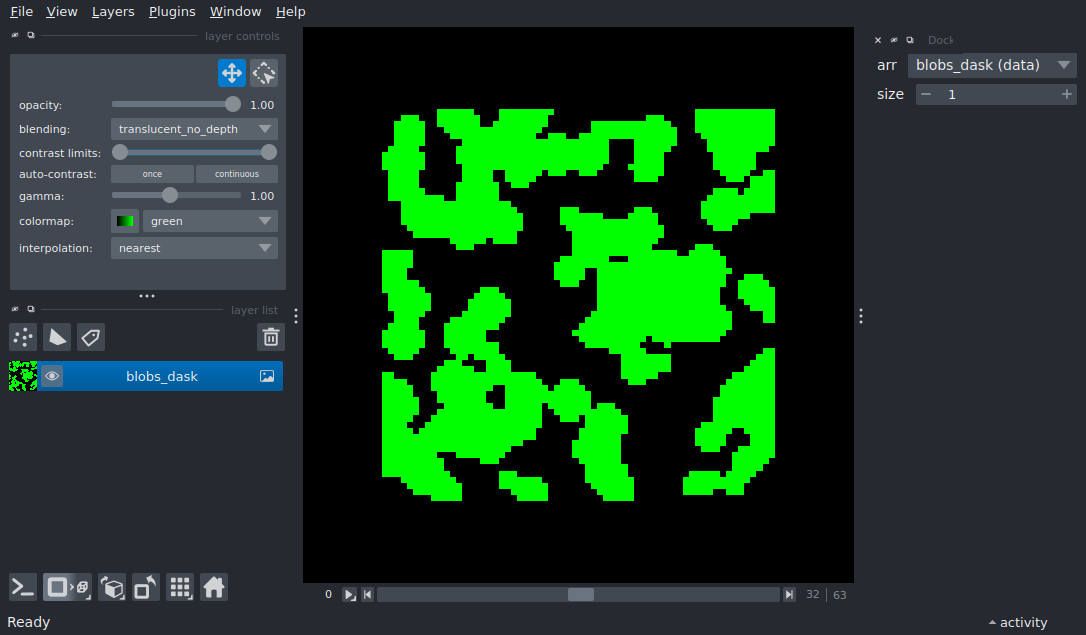 File View Layers Plugins Window Help
layer controls
opacity: 1.00
blending: translucent_no_depth
contrast limits:
auto-contrast: once continuous
gamma: 1.00
colormap: green
interpolation: nearest
layer list
blobs_dask
Dock
arr blobs_dask (data)
size 1
0 32 63
Ready activity